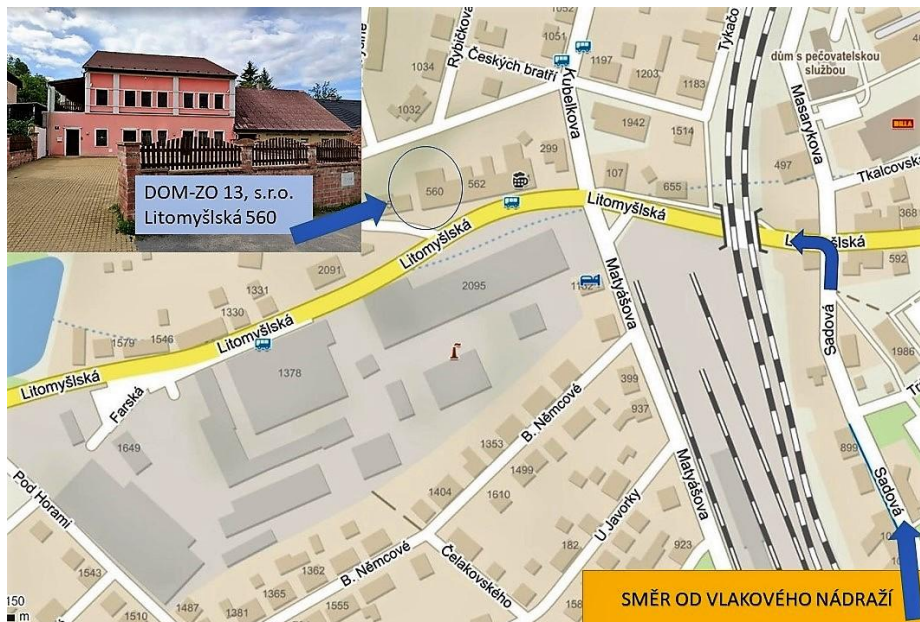 DOM-ZO 13, s.r.o.
Litomyšlská 560
1051
1197
1034
Rybičkova
Českých bratří
1203
1183
1032
Kubelkova
Tykačo
dům s pečovatelskou
službou
Masarykova
BILLA
1942
1514
299
107
655
497
Tkalcovská
560
562
Litomyšlská
Litomyšlská
368
592
Litomyšlská
2091
1331
1330
1579
1546
Litomyšlská
Litomyšlská
2095
1132
Matyášova
Sadová
1986
1378
Farská
399
937
1649
1353
B. Němcové
1499
Matyášova
899
Sadová
Pod Horami
1404
1610
U Javorky
182
923
Čelakovského
1543
1362
1365
B. Němcové
1487
1381
1555
1510
150
m
SMĚR OD VLAKOVÉHO NÁDRAŽÍ